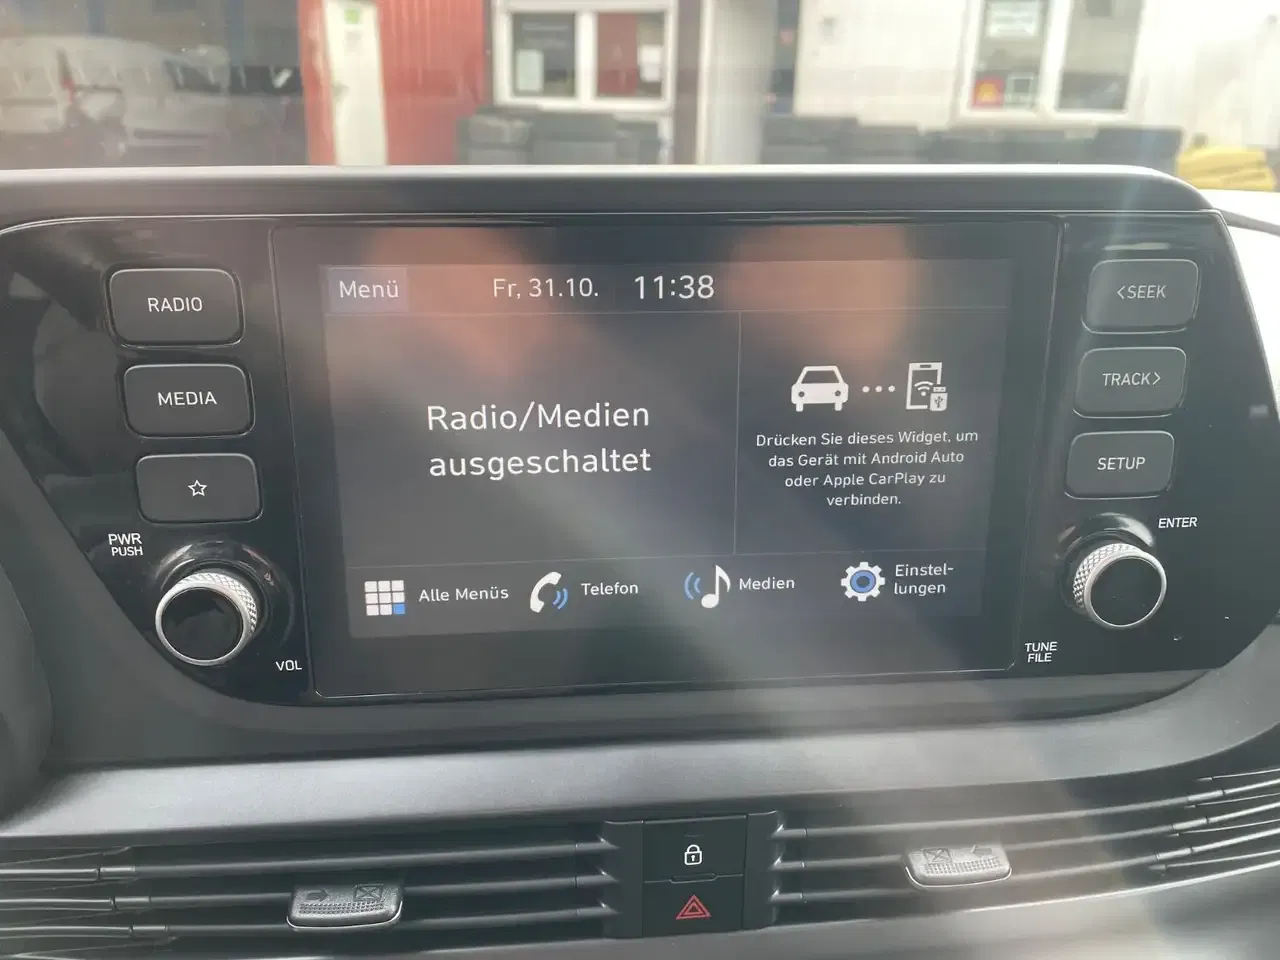 RADIO
MEDIA
PWR
PUSH
VOL
Menü
Fr, 31.10.
11:38
Radio/Medien
ausgeschaltet
Drücken Sie dieses Widget, um
das Gerät mit Android Auto
oder Apple CarPlay zu
verbinden.
Alle Menüs
Telefon
Medien
Einstel-
lungen
<SEEK
TRACK>
SETUP
ENTER
TUNE
FILE